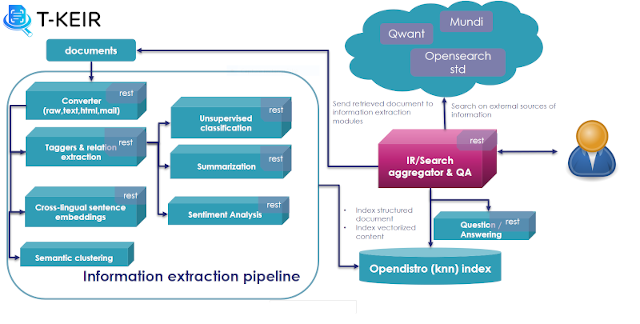 T-KEIR
documents
Mundi
Qwant
Opensearch
std
rest
Converter
(raw,text,html,mail)
rest
Taggers & relation
extraction
rest
Cross-lingual sentence
embeddings
Semantic clustering
rest
Unsupervised
classification
rest
Summarization
rest
Sentiment Analysis
Information extraction pipeline
Send retrieved document to
information extraction
modules
Search on external sources of
information
rest
IR/Search
aggregator & QA
• Index structured
document
• Index vectorized
content
rest
Question /
Answering
Opendistro (knn) index